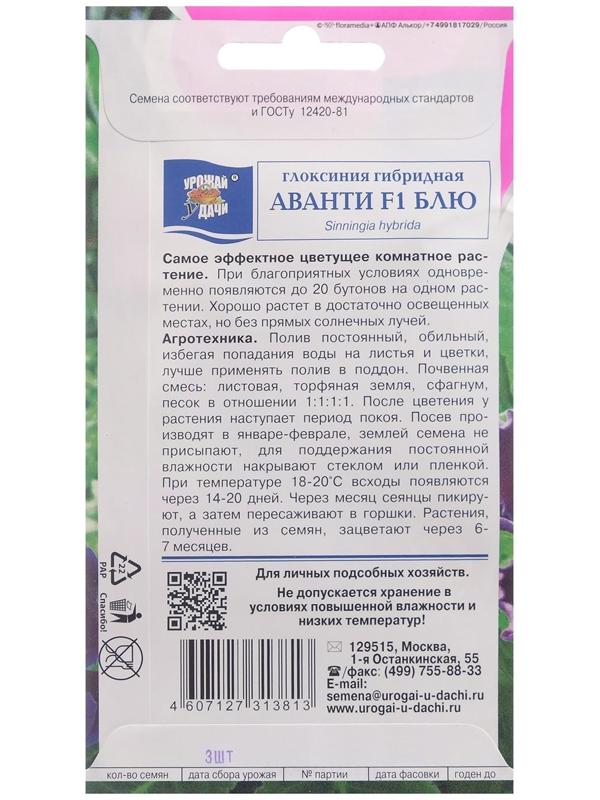 floramedia+ АПФ Алькор/+74991817029/Россия
Семена соответствуют требованиям международных стандартов
и ГОСТу 12420-81
УРОЖАЙ
У ДАЧИ
ГЛОКСИНИЯ ГИБРИДНАЯ
АВАНТИ F1 БЛЮ
Sinningia hybrida
Самое эффектное цветущее комнатное рас-
тение. При благоприятных условиях одновре-
менно появляются до 20 бутонов на одном рас-
тении. Хорошо растет в достаточно освещенных
местах, но без прямых солнечных лучей.
Агротехника. Полив постоянный, обильный,
избегая попадания воды на листья и цветки,
лучше применять полив в поддон. Почвенная
смесь: листовая, торфяная земля, сфагнум,
песок в отношении 1:1:1:1. После цветения у
растения наступает период покоя. Посев про-
изводят в январе-феврале, землей семена не
присыпают, для поддержания постоянной
влажности накрывают стеклом или пленкой.
При температуре 18-20°С всходы появляются
через 14-20 дней. Через месяц сеянцы пикиру-
ют, а затем пересаживают в горшки. Растения,
полученные из семян, зацветают через 6-
7 месяцев.
22
PAP
Спасибо!
Для личных подсобных хозяйств.
Не допускается хранение в
условиях повышенной влажности и
низких температур!
129515, Москва,
1-я Останкинская, 55
/факс: (499) 755-88-33
E-mail:
semena@urogai-u-dachi.ru
www.urogai-u-dachi.ru
4 607127 313813
3ШТ
кол-во семян
дата сбора урожая
№ партии
дата фасовки
годен до